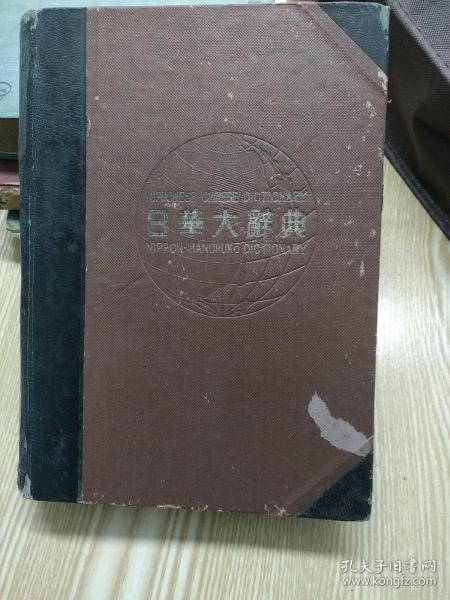 NIPPONESE-CHINESE DICTIONARY
日華大辭典
NIPPON-MANCHUKO DICTIONARY
孔夫子旧书网
www.kongfz.com